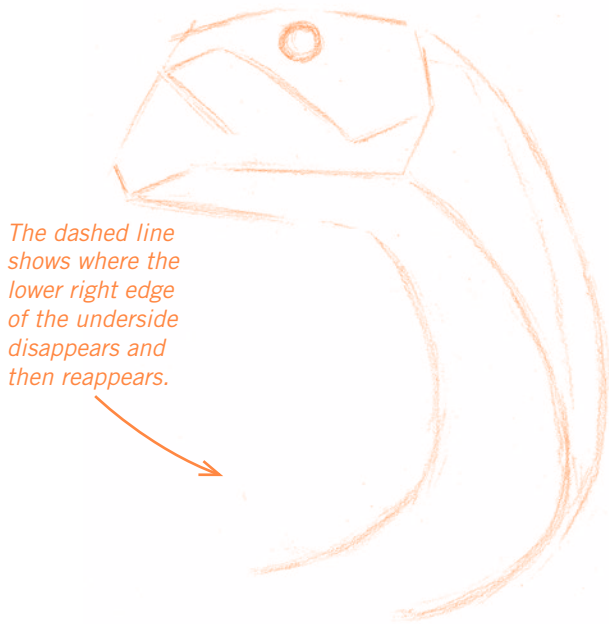 The dashed line
shows where the
lower right edge
of the underside
disappears and
then reappears.